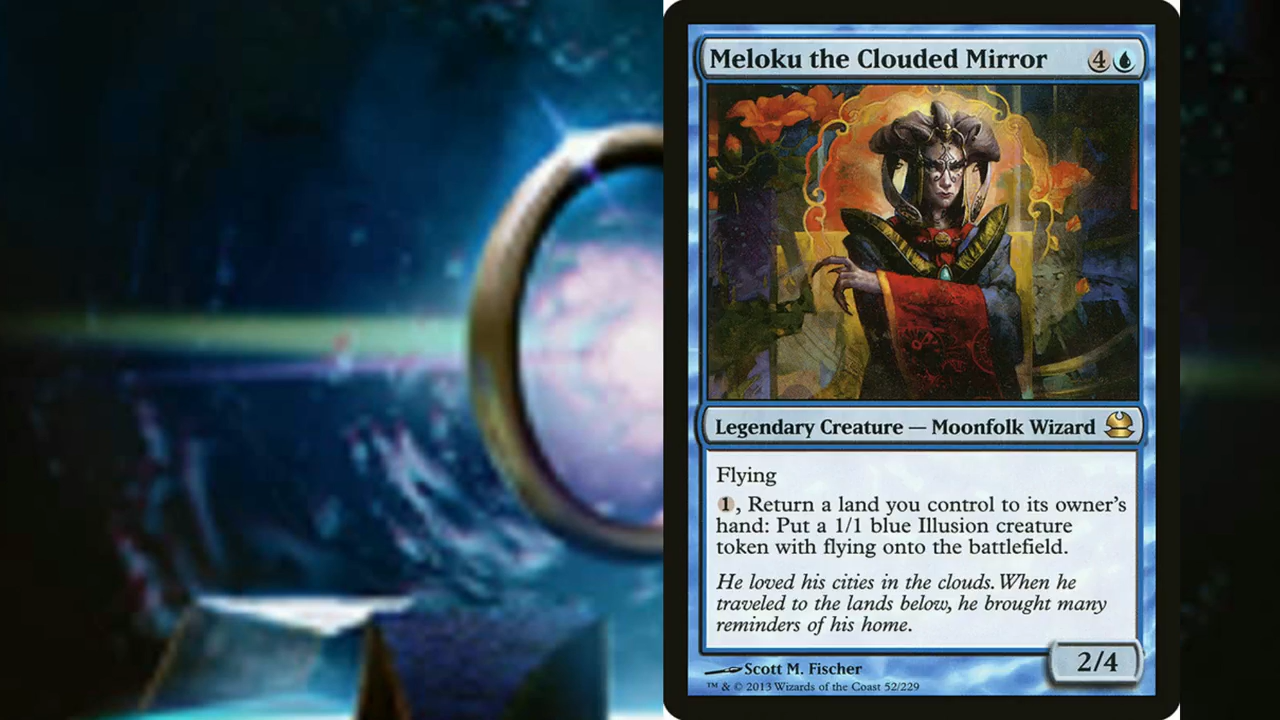 Meloku the Clouded Mirror 4
Legendary Creature — Moonfolk Wizard
Flying
1, Return a land you control to its owner's
hand: Put a 1/1 blue Illusion creature
token with flying onto the battlefield.
He loved his cities in the clouds. When he
traveled to the lands below, he brought many
reminders of his home.
2/4
Scott M. Fischer
™ & © 2013 Wizards of the Coast 52/229